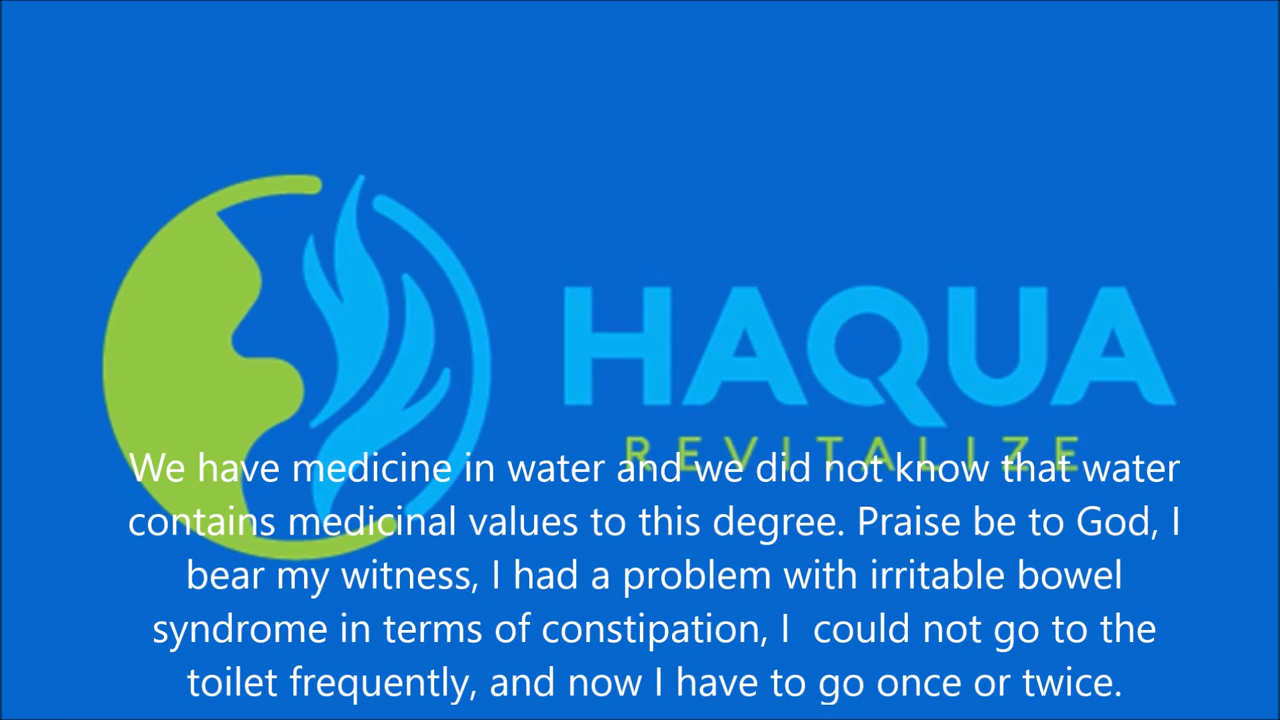 HAQUA
REVITALIZE
We have medicine in water and we did not know that water
contains medicinal values to this degree. Praise be to God, I
bear my witness, I had a problem with irritable bowel
syndrome in terms of constipation, I  could not go to the
toilet frequently, and now I have to go once or twice.